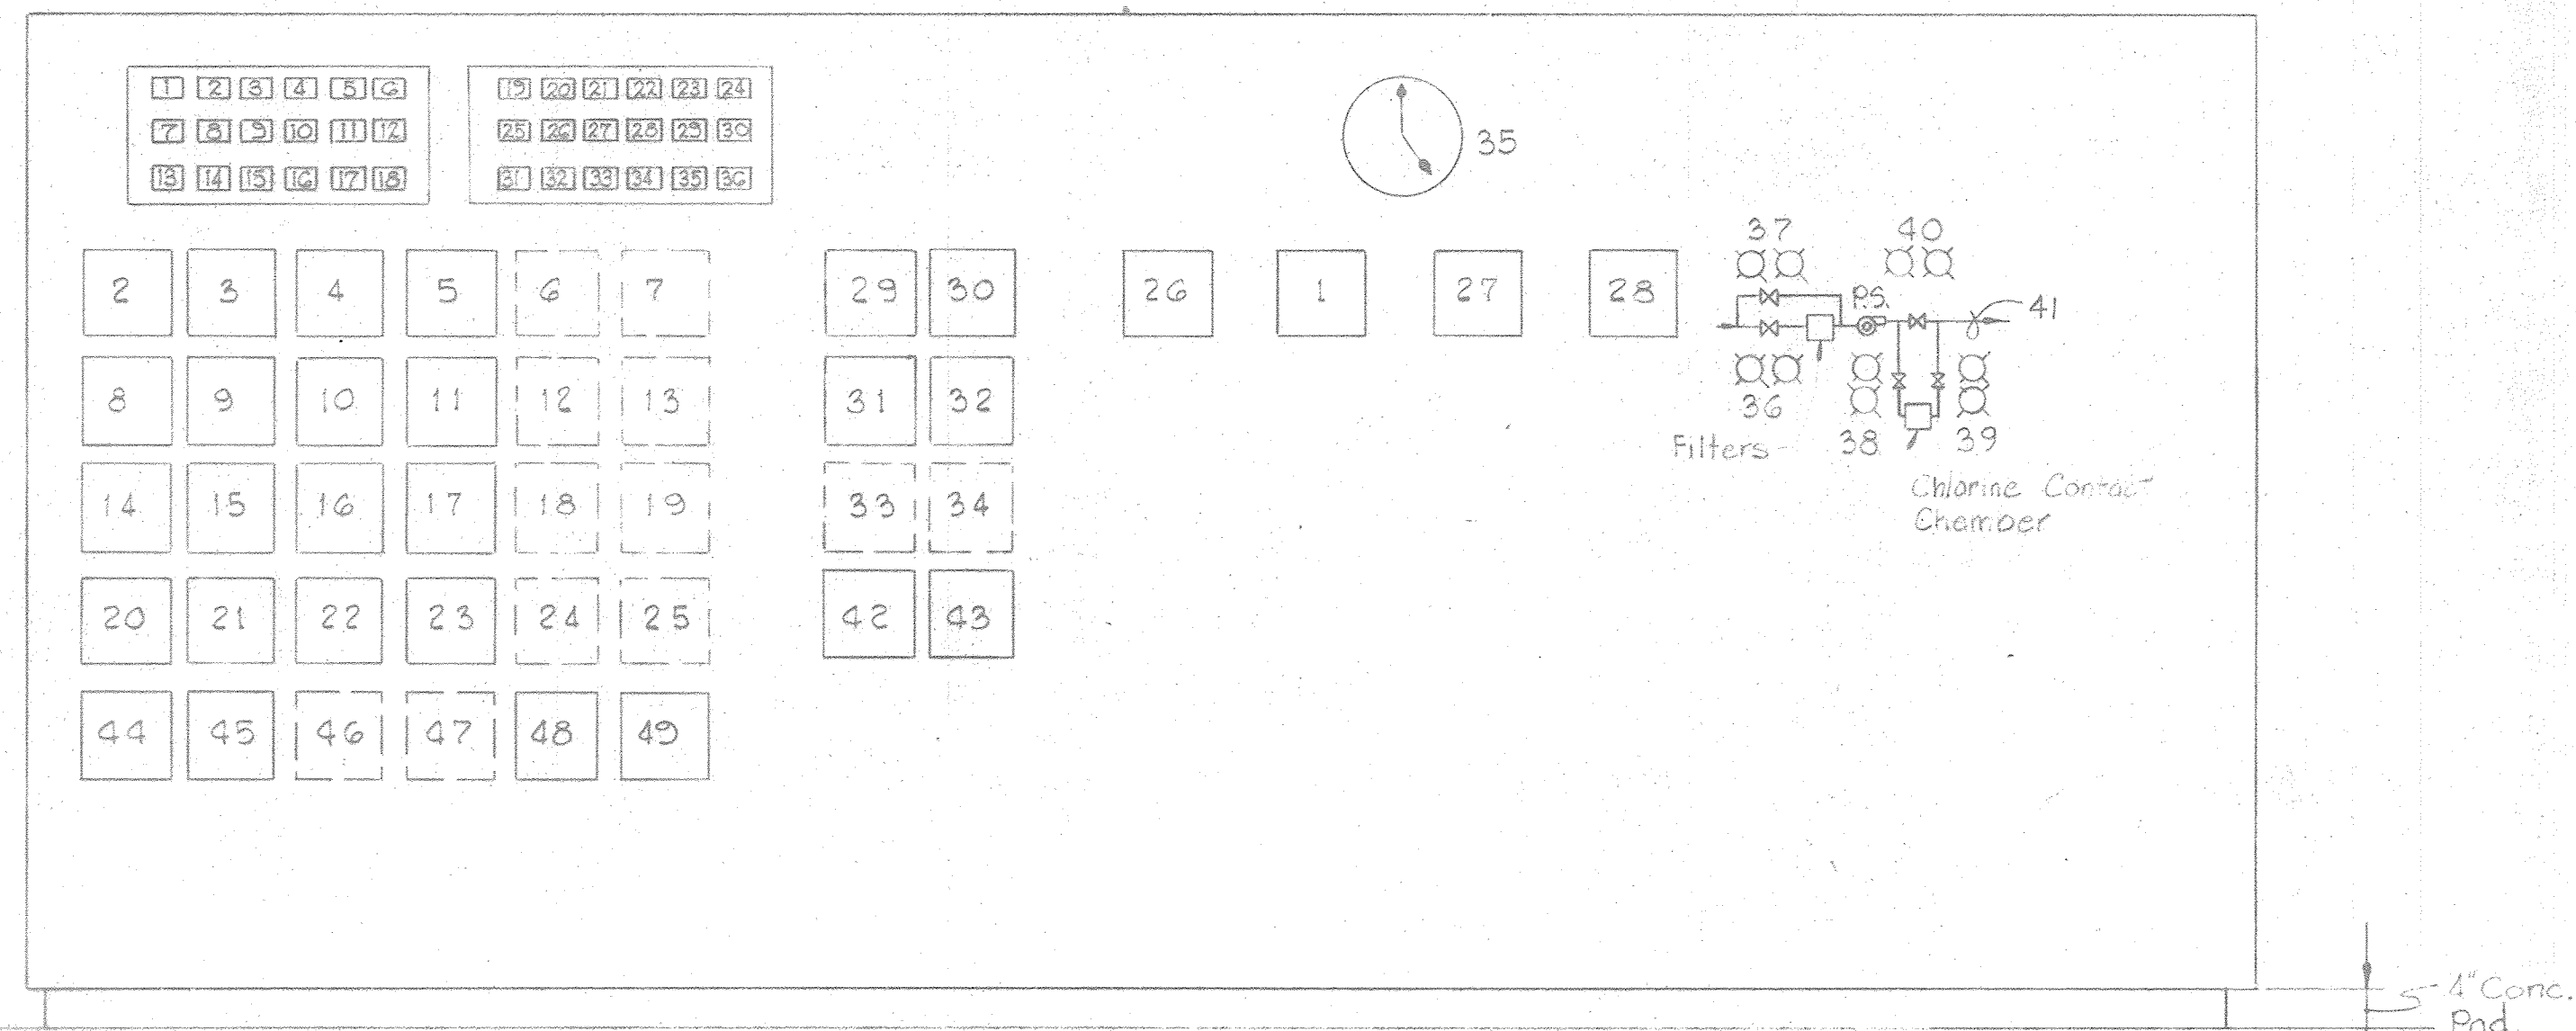 1 2 3 4 5 6
7 8 9 10 11 12
13 14 15 16 17 18
19 20 21 22 23 24
25 26 27 28 29 30
31 32 33 34 35 36
35
2 3 4 5 6 7
8 9 10 11 12 13
14 15 16 17 18 19
20 21 22 23 24 25
44 45 46 47 48 49
29 30
31 32
33 34
42 43
26 1 27 28
37 40
P.S.
41
36
38 39
Filters
Chlorine Contact
Chamber
4" Conc.
Pad